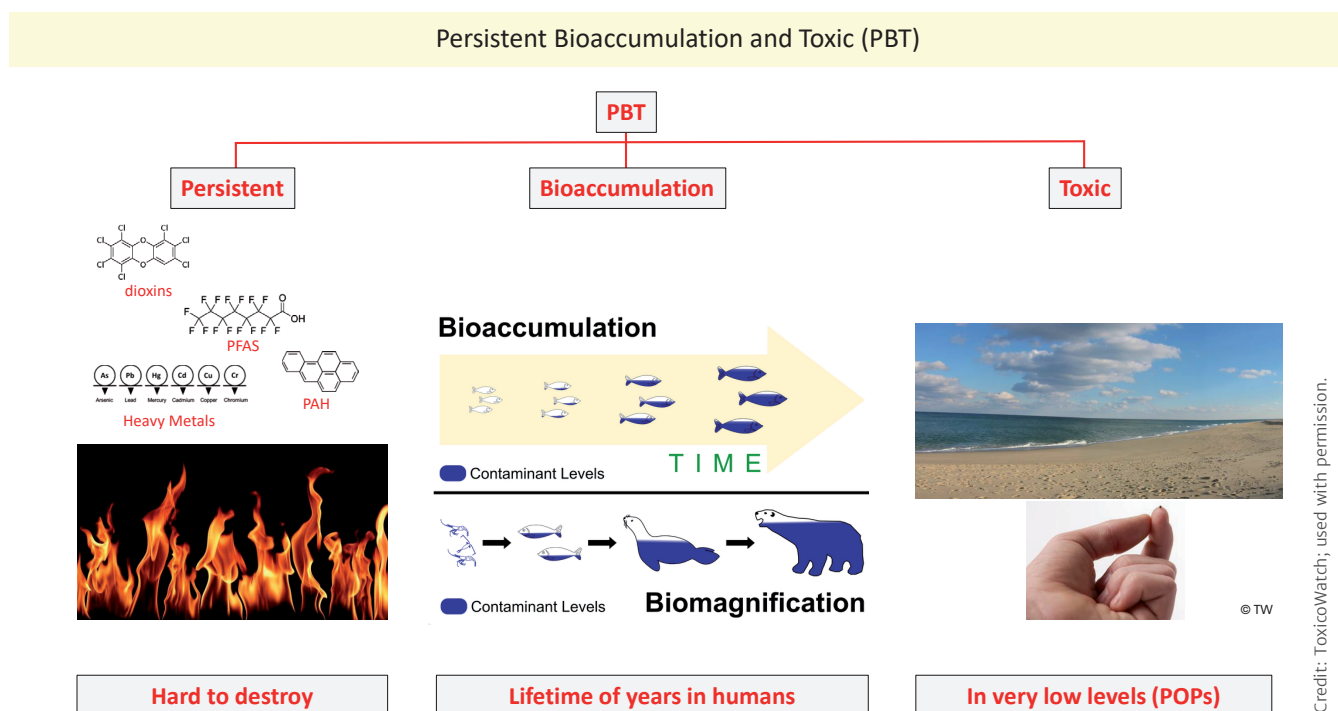 Persistent Bioaccumulation and Toxic (PBT)
PBT
Persistent
Bioaccumulation
Toxic
Cl Cl Cl Cl Cl Cl Cl O O
dioxins
F F F F F F F F F F F F F F F O OH
PFAS
As Pb Hg Cd Cu Cr
Arsenic Lead Mercury Cadmium Copper Chromium
Heavy Metals
PAH
Bioaccumulation
TIME
Contaminant Levels
Contaminant Levels
Biomagnification
© TW
Hard to destroy
Lifetime of years in humans
In very low levels (POPs)
Credit: ToxicoWatch; used with permission.